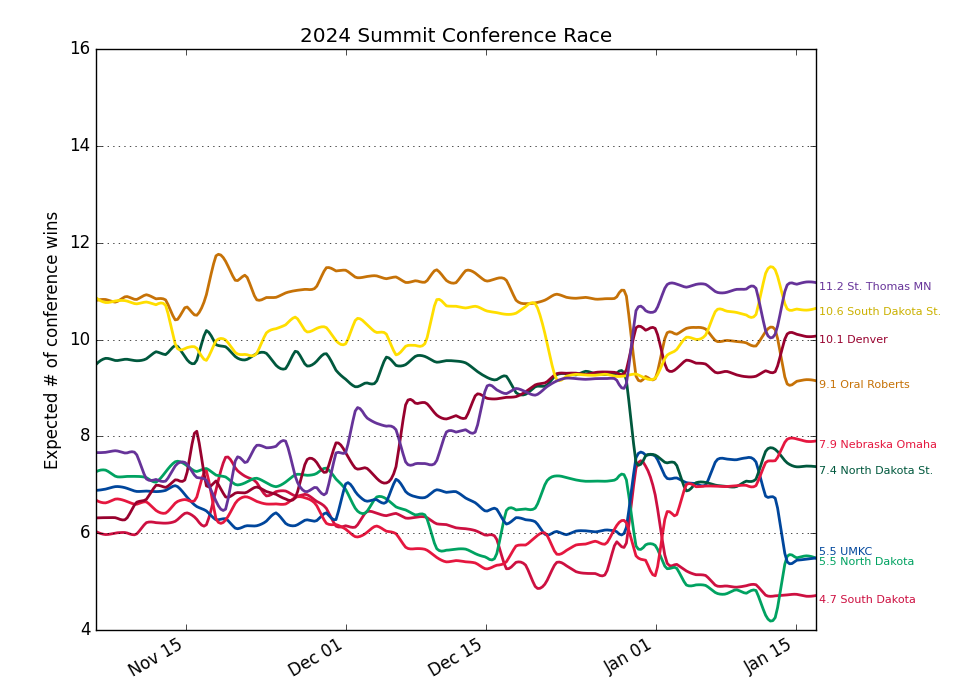 2024 Summit Conference Race
Expected # of conference wins
16
14
12
10
8
6
4
Nov 15
Dec 01
Dec 15
Jan 01
Jan 15
11.2 St. Thomas MN
10.6 South Dakota St.
10.1 Denver
9.1 Oral Roberts
7.9 Nebraska Omaha
7.4 North Dakota St.
5.5 UMKC
5.5 North Dakota
4.7 South Dakota